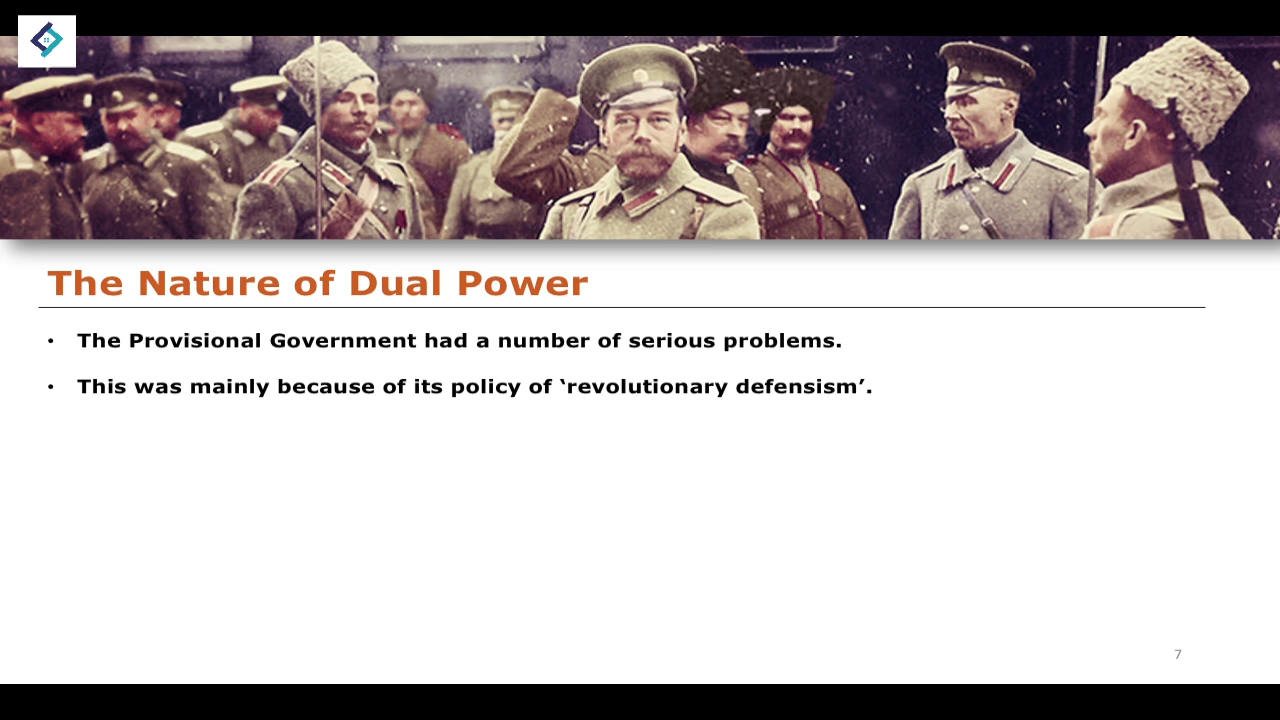 The Nature of Dual Power
• The Provisional Government had a number of serious problems.
• This was mainly because of its policy of ‘revolutionary defensism’.
7